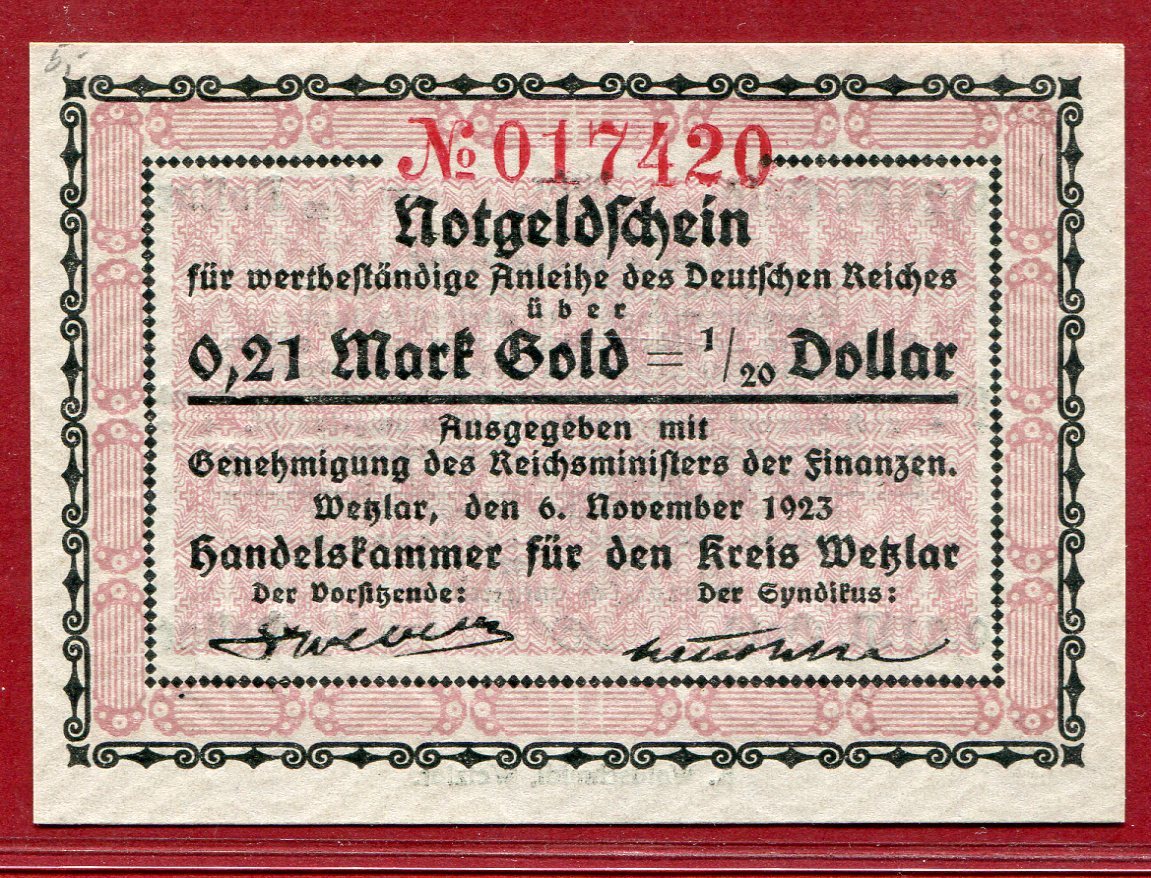 5,-
№ 017420
Notgeldschein
für wertbeständige Anleihe des Deutschen Reiches
über
0,21 Mark Gold = 1/20 Dollar
Ausgegeben mit
Genehmigung des Reichsministers der Finanzen.
Wetzlar, den 6. November 1923
Handelskammer für den Kreis Wetzlar
Der Vorsitzende: Der Syndikus: